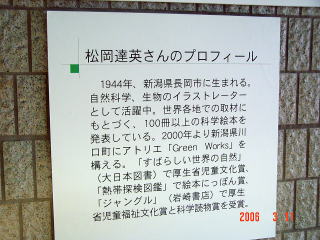 松岡達英さんのプロフィール
1944年、新潟県長岡市に生まれる。
自然科学、生物のイラストレーター
として活躍中。世界各地での取材に
もとづく、100冊以上の科学絵本を
発表している。2000年より新潟県川
口町にアトリエ「Green Works」を
構える。「すばらしい世界の自然」
(大日本図書)で厚生省児童文化賞、
「熱帯探検図鑑」で絵本にっぽん賞、
「ジャングル」(岩崎書店)で厚生
省児童福祉文化賞と科学読物賞を受賞。
2006 3